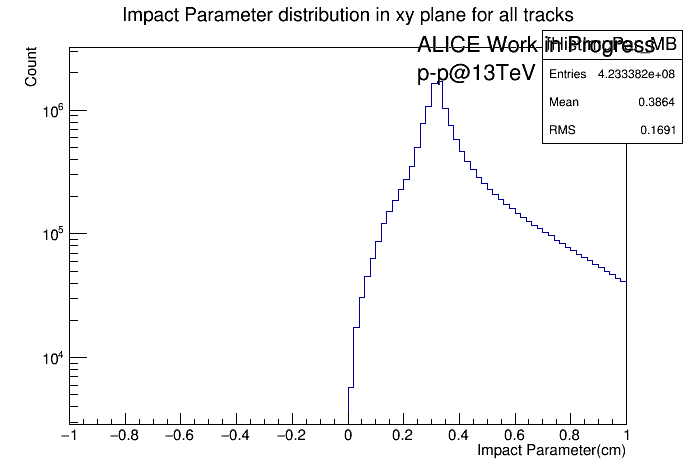 Impact Parameter distribution in xy plane for all tracks
ALICE Work in Progress
p-p@13TeV
Entries 4.233382e+08
Mean 0.3864
RMS 0.1691
Count
10⁶
10⁵
10⁴
−1 −0.8 −0.6 −0.4 −0.2 0 0.2 0.4 0.6 0.8 1
Impact Parameter(cm)